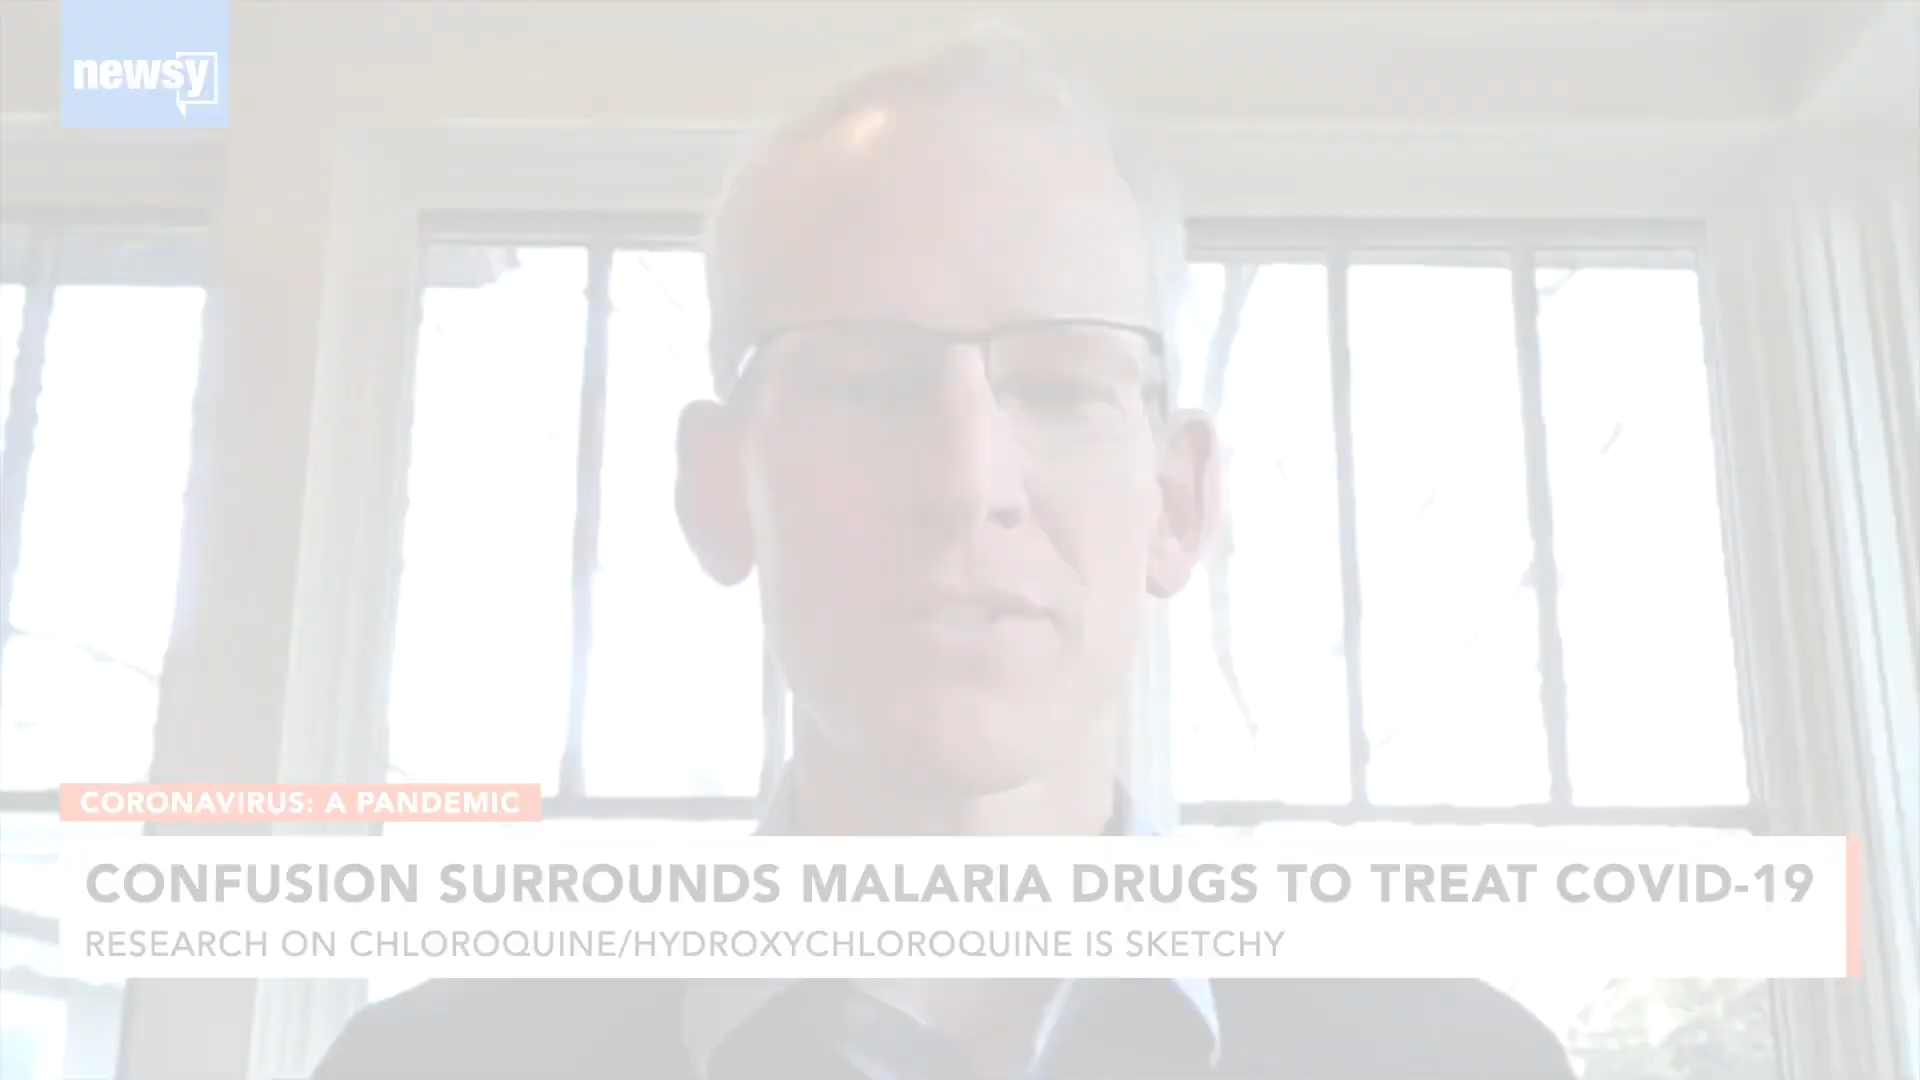 newsy
CORONAVIRUS: A PANDEMIC
CONFUSION SURROUNDS MALARIA DRUGS TO TREAT COVID-19
RESEARCH ON CHLOROQUINE/HYDROXYCHLOROQUINE IS SKETCHY